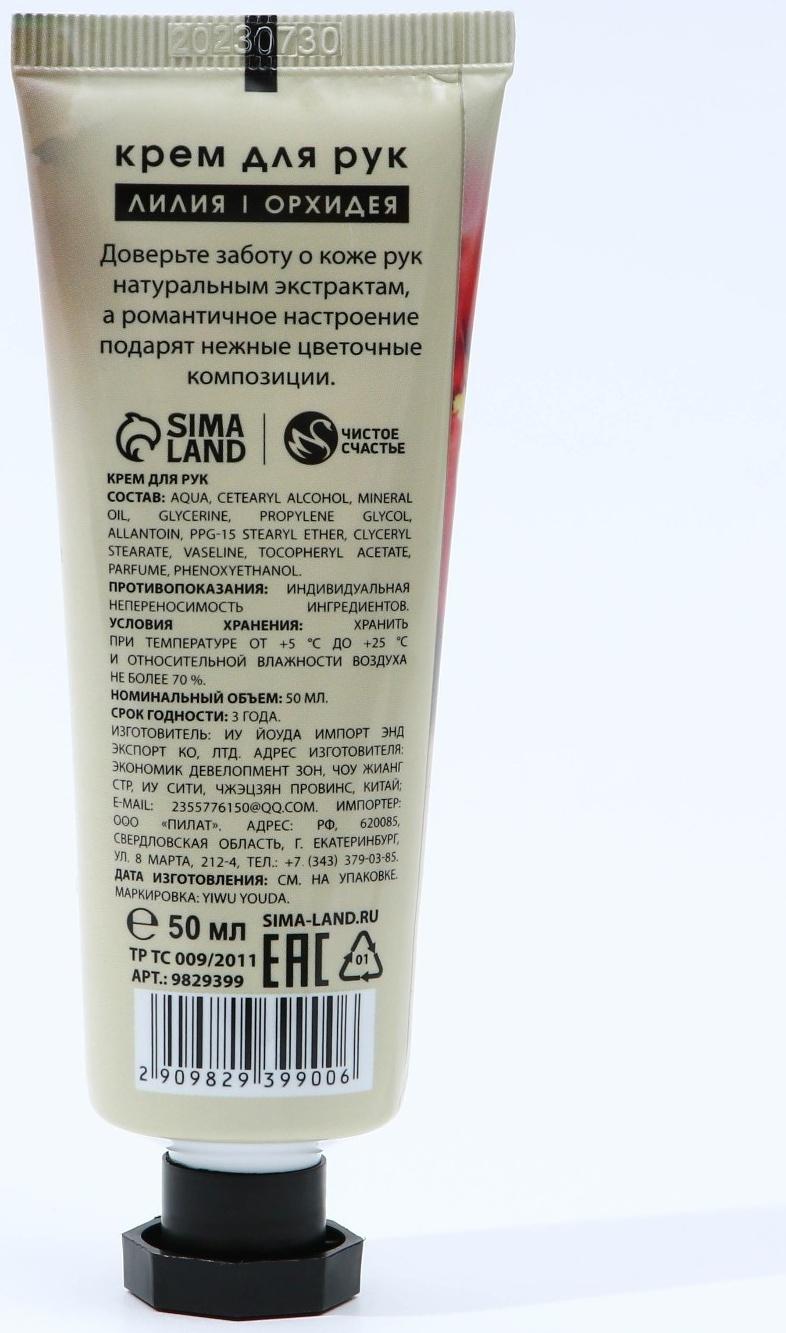 20230730
крем для рук
ЛИЛИЯ | ОРХИДЕЯ
Доверьте заботу о коже рук
натуральным экстрактам,
а романтичное настроение
подарят нежные цветочные
композиции.
SIMA LAND
ЧИСТОЕ СЧАСТЬЕ
КРЕМ ДЛЯ РУК
СОСТАВ: AQUA, CETEARYL ALCOHOL, MINERAL
OIL, GLYCERINE, PROPYLENE GLYCOL,
ALLANTOIN, PPG-15 STEARYL ETHER, CLYCERYL
STEARATE, VASELINE, TOCOPHERYL ACETATE,
PARFUME, PHENOXYETHANOL.
ПРОТИВОПОКАЗАНИЯ: ИНДИВИДУАЛЬНАЯ
НЕПЕРЕНОСИМОСТЬ ИНГРЕДИЕНТОВ.
УСЛОВИЯ ХРАНЕНИЯ: ХРАНИТЬ
ПРИ ТЕМПЕРАТУРЕ ОТ +5 °С ДО +25 °С
И ОТНОСИТЕЛЬНОЙ ВЛАЖНОСТИ ВОЗДУХА
НЕ БОЛЕЕ 70 %.
НОМИНАЛЬНЫЙ ОБЪЕМ: 50 МЛ.
СРОК ГОДНОСТИ: 3 ГОДА.
ИЗГОТОВИТЕЛЬ: ИУ ЙОУДА ИМПОРТ ЭНД
ЭКСПОРТ КО, ЛТД. АДРЕС ИЗГОТОВИТЕЛЯ:
ЭКОНОМИК ДЕВЕЛОПМЕНТ ЗОН, ЧОУ ЖИАНГ
СТР, ИУ СИТИ, ЧЖЭЦЗЯН ПРОВИНС, КИТАЙ;
E-MAIL: 2355776150@QQ.COM. ИМПОРТЕР:
ООО «ПИЛАТ». АДРЕС: РФ, 620085,
СВЕРДЛОВСКАЯ ОБЛАСТЬ, Г. ЕКАТЕРИНБУРГ,
УЛ. 8 МАРТА, 212-4, ТЕЛ.: +7 (343) 379-03-85.
ДАТА ИЗГОТОВЛЕНИЯ: СМ. НА УПАКОВКЕ.
МАРКИРОВКА: YIWU YOUDA.
℮ 50 мл SIMA-LAND.RU
ТР ТС 009/2011 EAC 01
АРТ.: 9829399
2 909829 399006